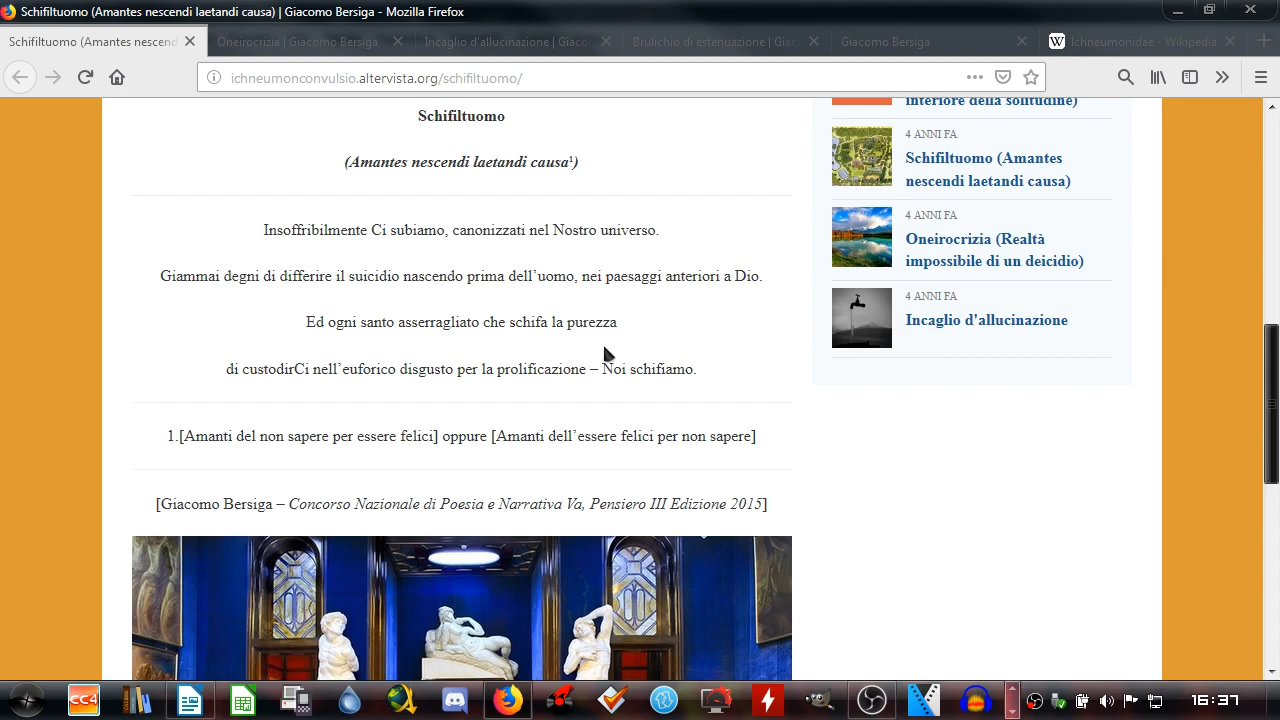 Schifiltuomo (Amantes nescendi laetandi causa) | Giacomo Bersiga - Mozilla Firefox
Schifiltuomo (Amantes nescend
Oneirocrizia | Giacomo Bersiga
Incaglio d'allucinazione | Giaco
Brulichio di estenuazione | Giac
Giacomo Bersiga
Ichneumonidae - Wikipedia
ichneumonconvulsio.altervista.org/schifiltuomo/
Schifiltuomo
(Amantes nescendi laetandi causa¹)
Insoffribilmente Ci subiamo, canonizzati nel Nostro universo.
Giammai degni di differire il suicidio nascendo prima dell’uomo, nei paesaggi anteriori a Dio.
Ed ogni santo asserragliato che schifa la purezza
di custodirCi nell’euforico disgusto per la prolificazione – Noi schifiamo.
1.[Amanti del non sapere per essere felici] oppure [Amanti dell’essere felici per non sapere]
[Giacomo Bersiga – Concorso Nazionale di Poesia e Narrativa Va, Pensiero III Edizione 2015]
interiore della solitudine)
4 ANNI FA
Schifiltuomo (Amantes
nescendi laetandi causa)
4 ANNI FA
Oneirocrizia (Realtà
impossibile di un deicidio)
4 ANNI FA
Incaglio d'allucinazione
CC4
16:37